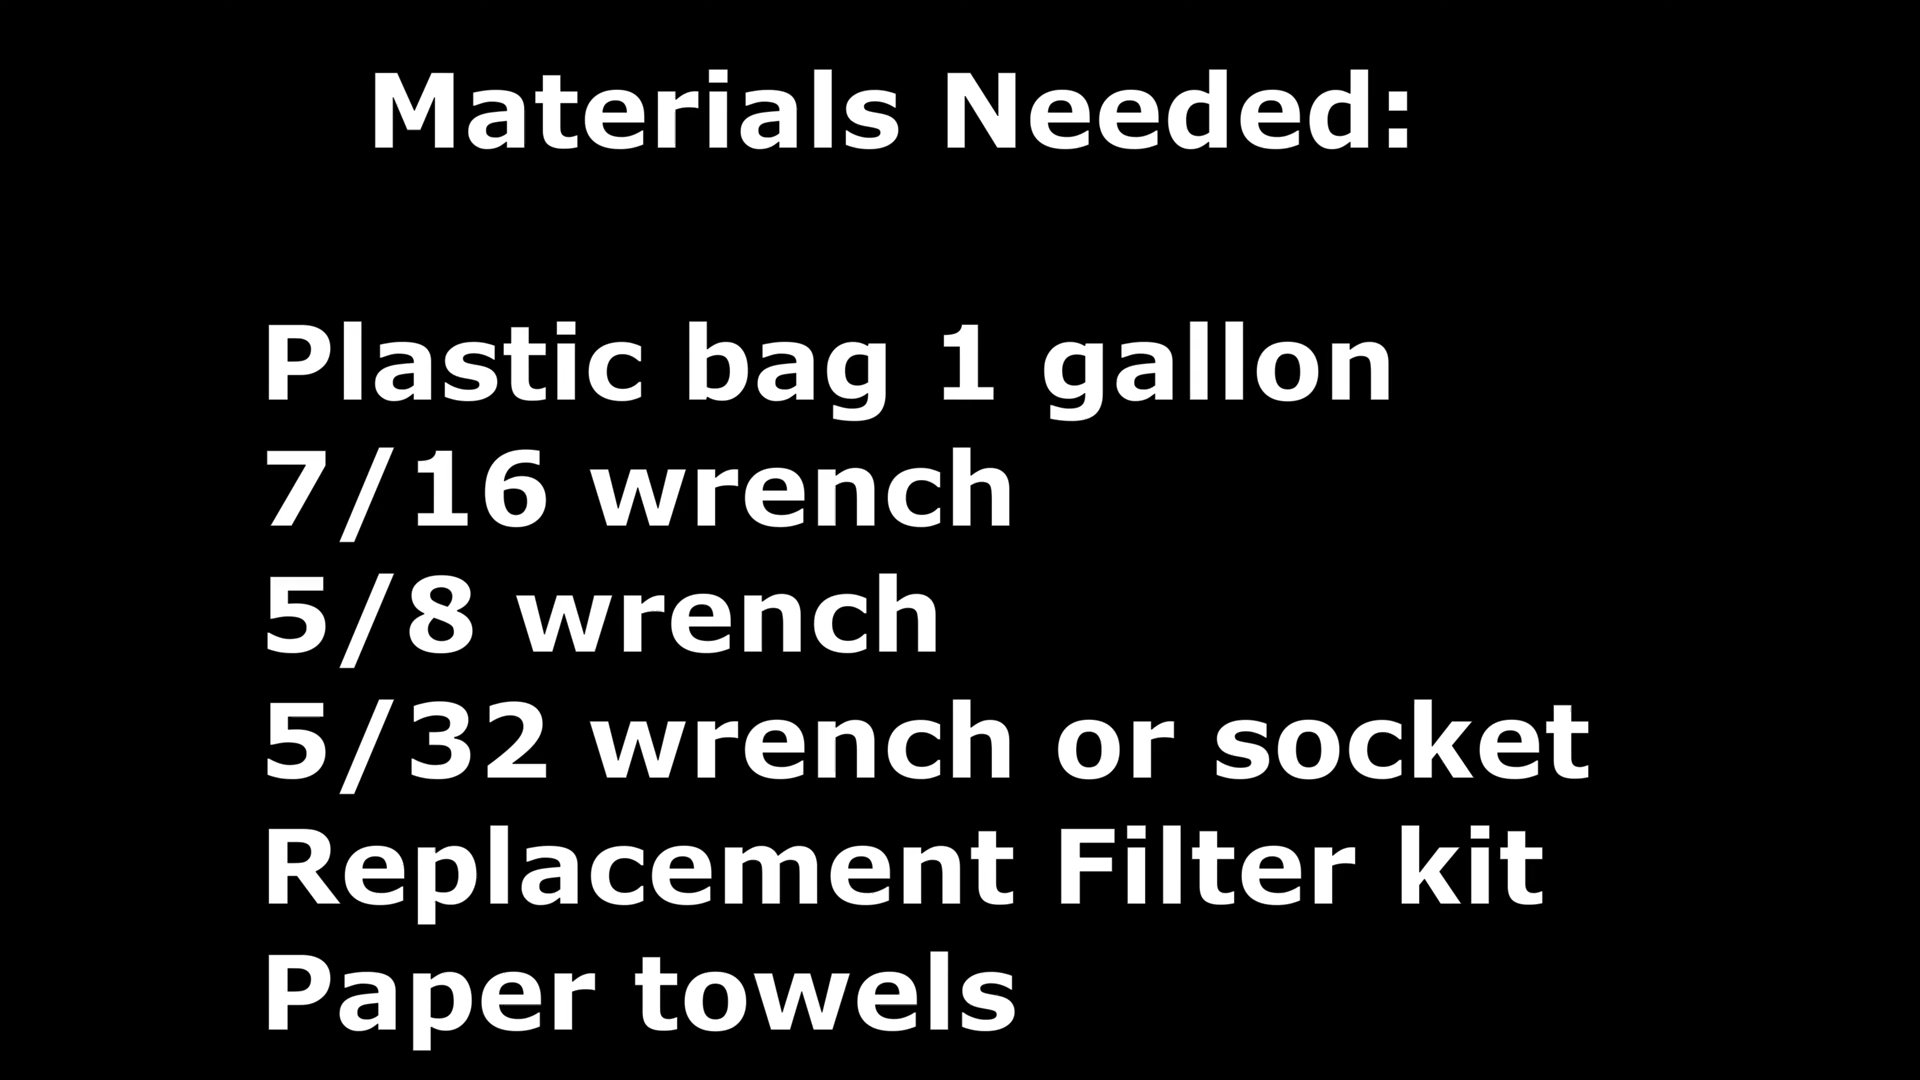 Materials Needed:
Plastic bag 1 gallon
7/16 wrench
5/8 wrench
5/32 wrench or socket
Replacement Filter kit
Paper towels